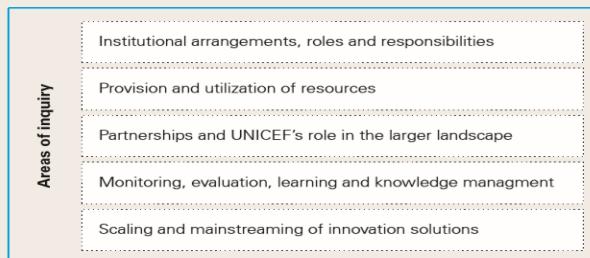 Areas of inquiry
Institutional arrangements, roles and responsibilities
Provision and utilization of resources
Partnerships and UNICEF's role in the larger landscape
Monitoring, evaluation, learning and knowledge managment
Scaling and mainstreaming of innovation solutions